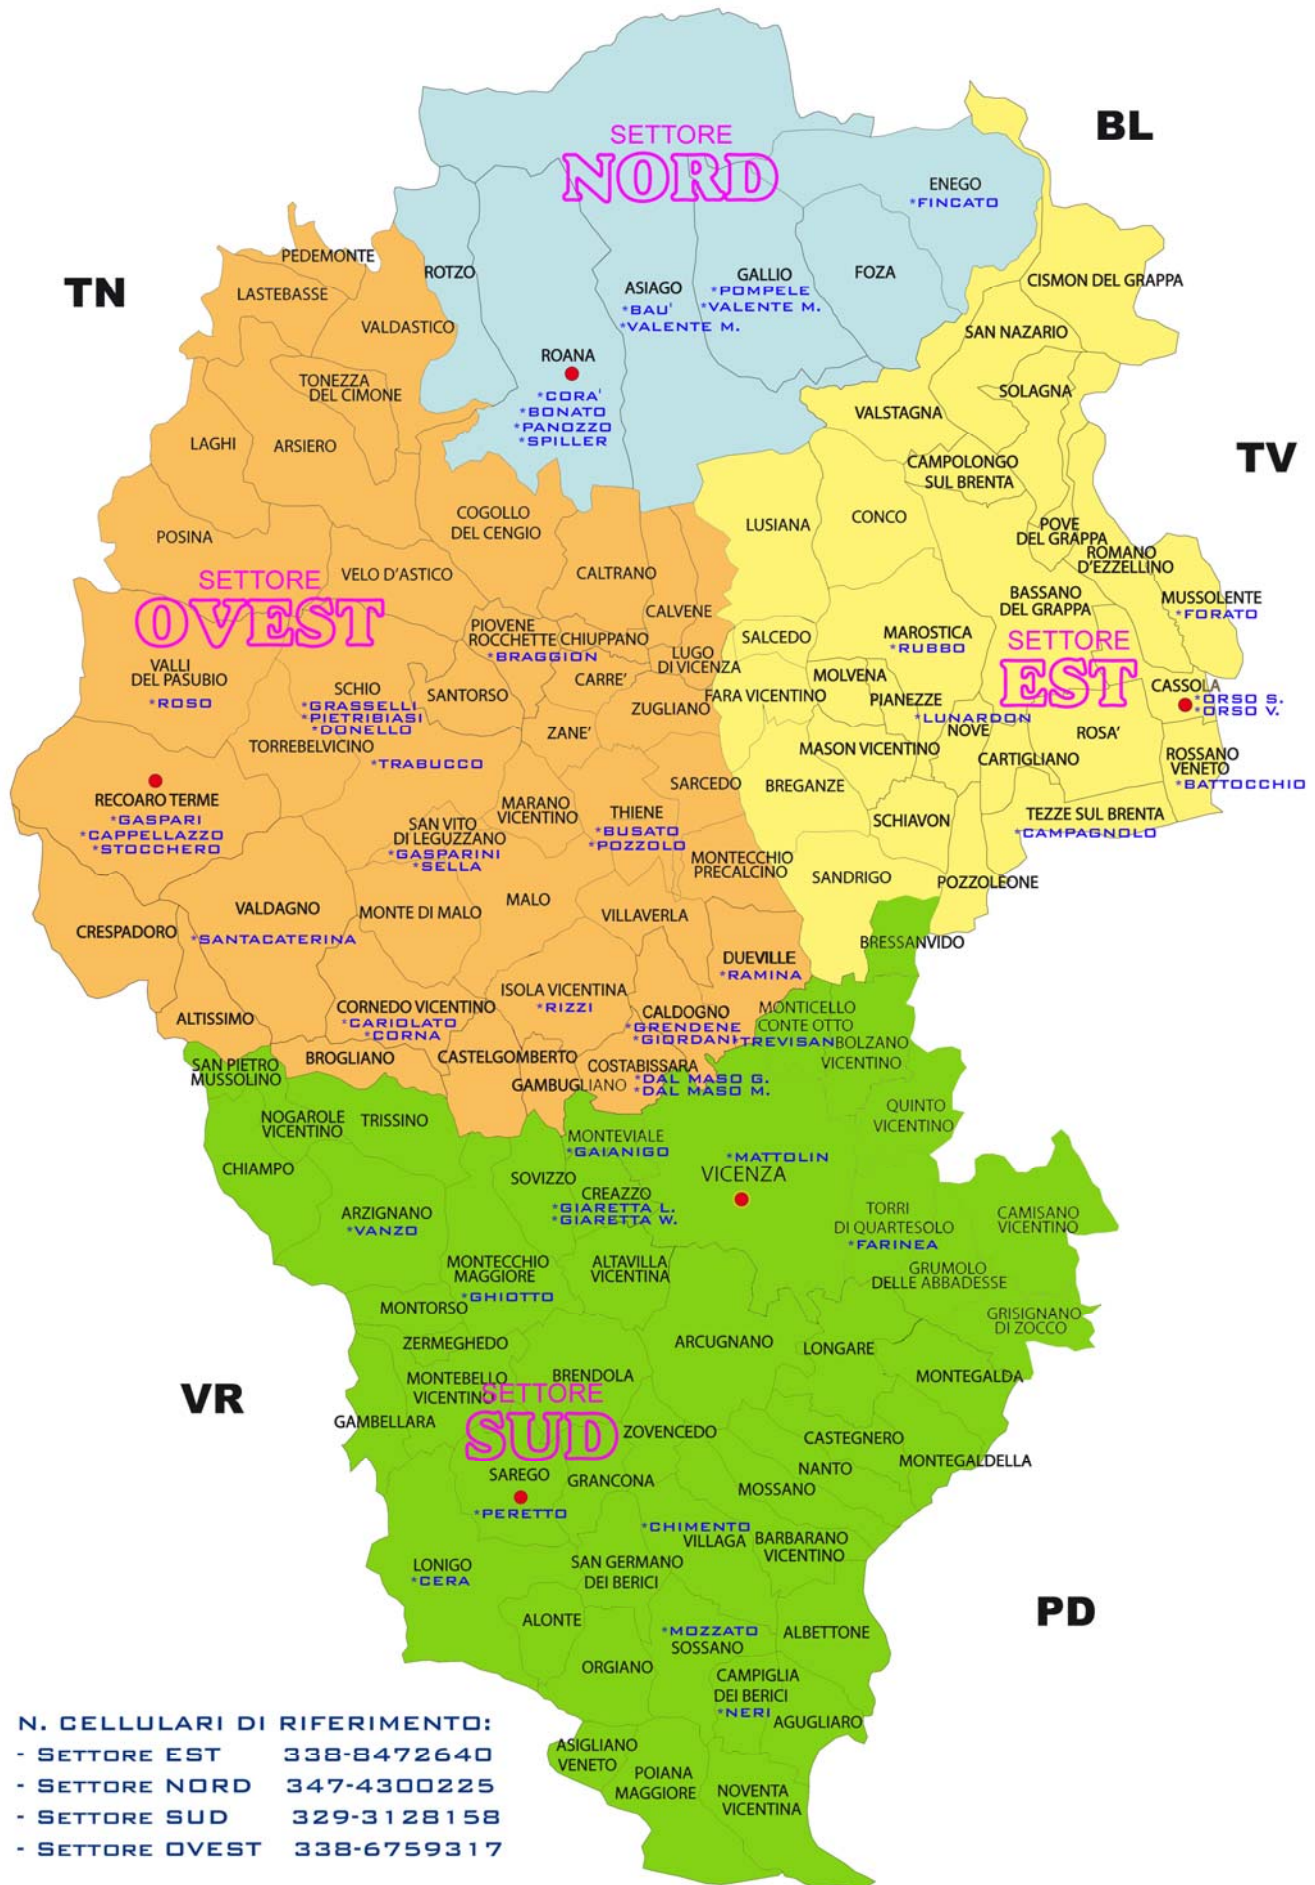 BL
SETTORE
NORD
ENEGO
*FINCATO
PEDEMONTE
TN
LASTEBASSE
ROTZO
ASIAGO
*BAU'
*VALENTE M.
GALLIO
*POMPELE
*VALENTE M.
FOZA
CISMON DEL GRAPPA
VALDASTICO
SAN NAZARIO
ROANA
*CORA'
*BONATO
*PANOZZO
*SPILLER
TONEZZA
DEL CIMONE
SOLAGNA
VALSTAGNA
LAGHI
ARSIERO
TV
CAMPOLONGO
SUL BRENTA
COGOLLO
DEL CENGIO
LUSIANA
CONCO
POSINA
POVE
DEL GRAPPA
ROMANO
D'EZZELLINO
SETTORE
OVEST
VELO D'ASTICO
CALTRANO
CALVENE
BASSANO
DEL GRAPPA
MUSSOLENTE
*FORATO
PIOVENE
ROCCHETTE
*BRAGGION
CHIUPPANO
SALCEDO
MAROSTICA
*RUBBO
SETTORE
EST
LUGO
DI VICENZA
VALLI
DEL PASUBIO
*ROSO
SCHIO
*GRASSELLI
*PIETRIBIASI
*DONELLO
SANTORSO
CARRE'
FARA VICENTINO
MOLVENA
PIANEZZE
*LUNARDON
NOVE
CASSOLA
*ORSO S.
*ORSO V.
ZUGLIANO
ZANE'
TORREBELVICINO
*TRABUCCO
MASON VICENTINO
CARTIGLIANO
ROSA'
ROSSANO
VENETO
*BATTOCCHIO
SARCEDO
BREGANZE
RECOARO TERME
*GASPARI
*CAPPELLAZZO
*STOCCHERO
MARANO
VICENTINO
SAN VITO
DI LEGUZZANO
*GASPARINI
*SELLA
THIENE
*BUSATO
*POZZOLO
SCHIAVON
TEZZE SUL BRENTA
*CAMPAGNOLO
MONTECCHIO
PRECALCINO
SANDRIGO
POZZOLEONE
VALDAGNO
*SANTACATERINA
MONTE DI MALO
MALO
VILLAVERLA
CRESPADORO
BRESSANVIDO
DUEVILLE
*RAMINA
ISOLA VICENTINA
*RIZZI
CORNEDO VICENTINO
*CARIOLATO
*CORNA
CALDOGNO
*GRENDENE
*GIORDANI
MONTICELLO
CONTE OTTO
*TREVISAN
BOLZANO
VICENTINO
ALTISSIMO
SAN PIETRO
MUSSOLINO
BROGLIANO
CASTELGOMBERTO
GAMBUGLIANO
COSTABISSARA
*DAL MASO G.
*DAL MASO M.
QUINTO
VICENTINO
NOGAROLE
VICENTINO
TRISSINO
MONTEVIALE
*GAIANIGO
*MATTOLIN
VICENZA
CHIAMPO
SOVIZZO
CREAZZO
*GIARETTA L.
*GIARETTA W.
ARZIGNANO
*VANZO
TORRI
DI QUARTESOLO
*FARINEA
CAMISANO
VICENTINO
MONTECCHIO
MAGGIORE
*GHIOTTO
ALTAVILLA
VICENTINA
GRUMOLO
DELLE ABBADESSE
MONTORSO
GRISIGNANO
DI ZOCCO
ZERMEGHEDO
ARCUGNANO
LONGARE
VR
MONTEBELLO
VICENTINO
BRENDOLA
MONTEGALDA
SETTORE
SUD
GAMBELLARA
ZOVENCEDO
CASTEGNERO
MONTEGALDELLA
NANTO
SAREGO
*PERETTO
GRANCONA
MOSSANO
*CHIMENTO
VILLAGA
BARBARANO
VICENTINO
LONIGO
*CERA
SAN GERMANO
DEI BERICI
PD
ALONTE
*MOZZATO
SOSSANO
ALBETTONE
ORGIANO
CAMPIGLIA
DEI BERICI
*NERI
AGUGLIARO
ASIGLIANO
VENETO
POIANA
MAGGIORE
NOVENTA
VICENTINA
N. CELLULARI DI RIFERIMENTO:
- SETTORE EST 338-8472640
- SETTORE NORD 347-4300225
- SETTORE SUD 329-3128158
- SETTORE OVEST 338-6759317